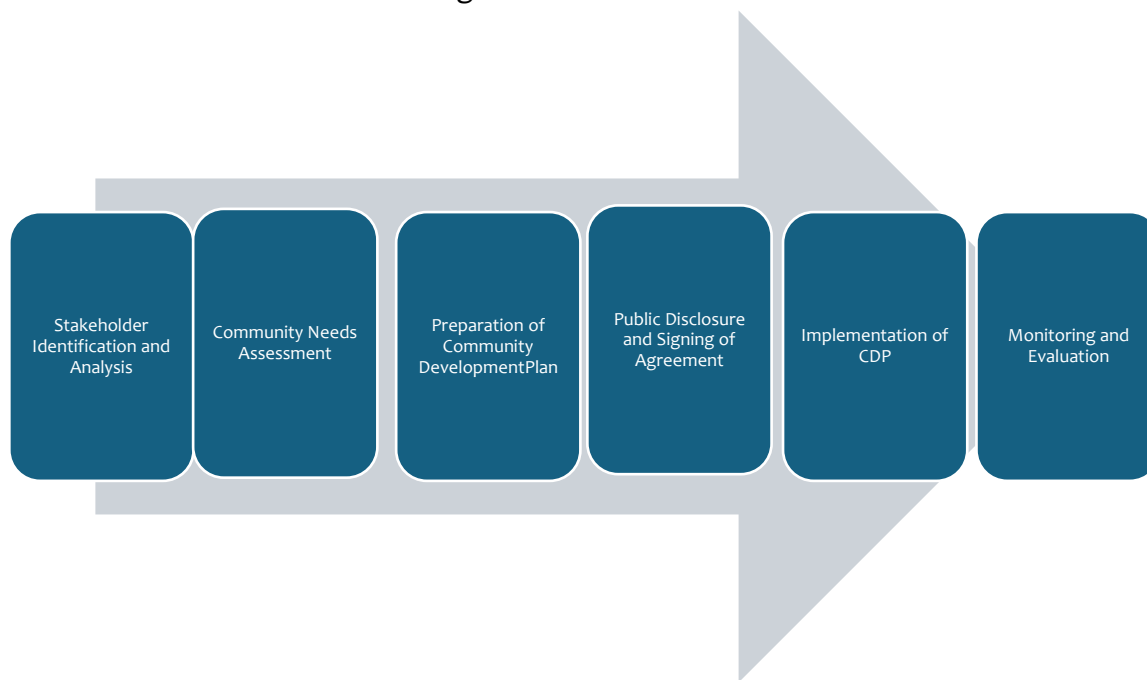 Stakeholder
Identification and
Analysis
Community Needs
Assessment
Preparation of
Community
DevelopmentPlan
Public Disclosure
and Signing of
Agreement
Implementation of
CDP
Monitoring and
Evaluation